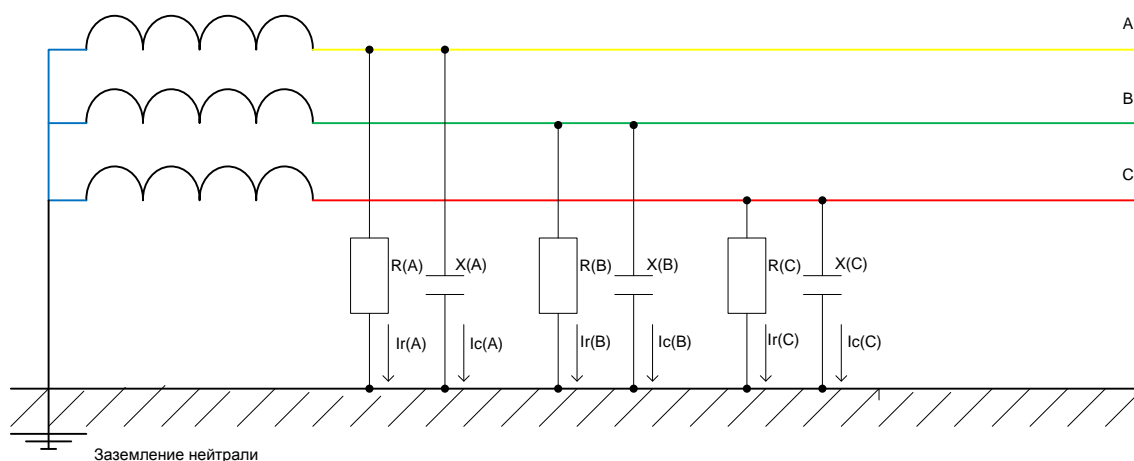 A
B
C
R(A)
X(A)
R(B)
X(B)
R(C)
X(C)
Ir(A)
Ic(A)
Ir(B)
Ic(B)
Ir(C)
Ic(C)
Заземление нейтрали